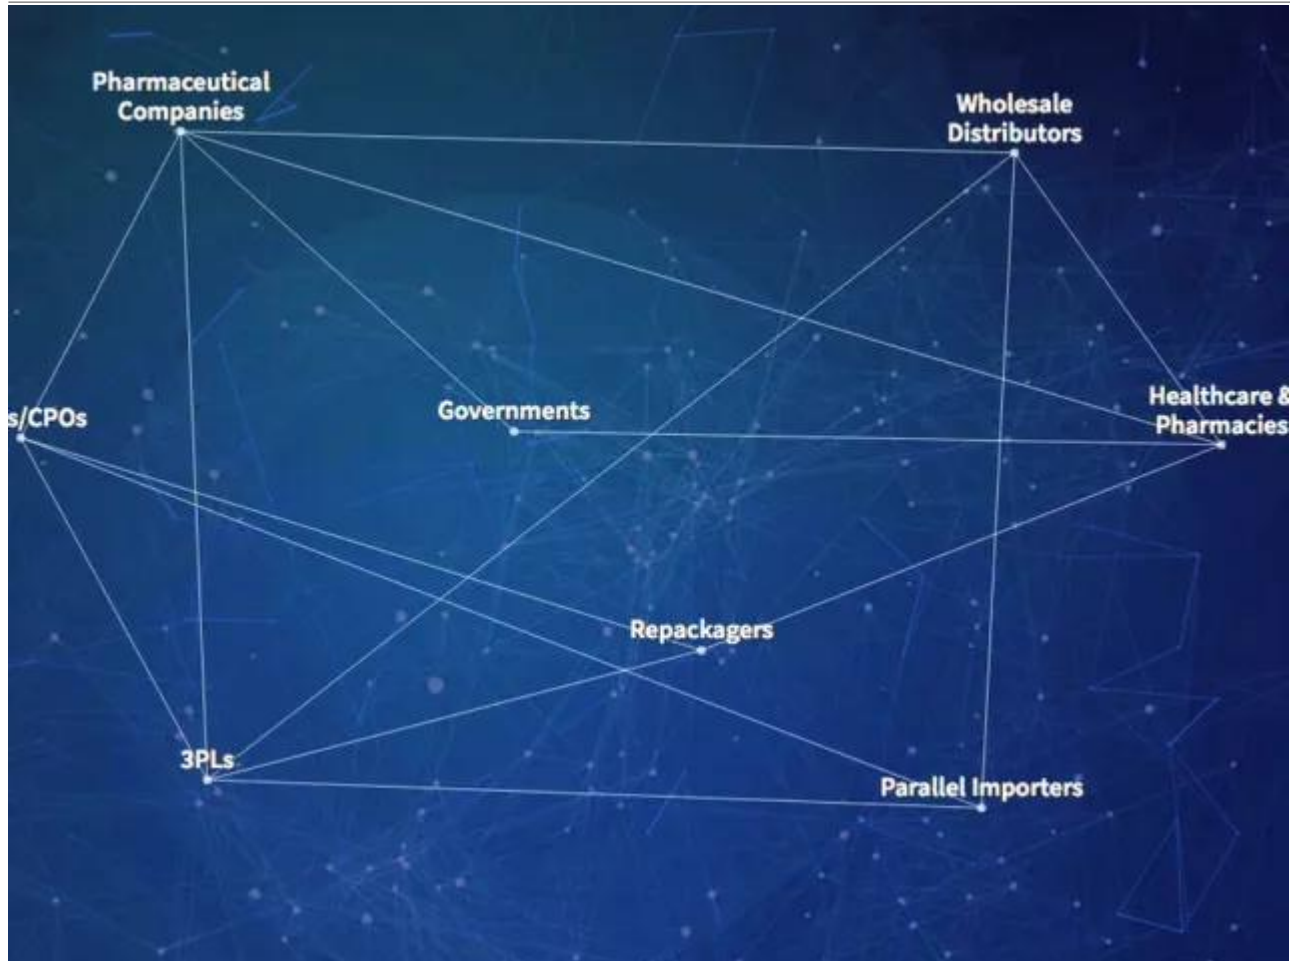 Pharmaceutical
Companies
Wholesale
Distributors
Healthcare &
Pharmacies
Governments
s/CPOs
Repackagers
3PLs
Parallel Importers